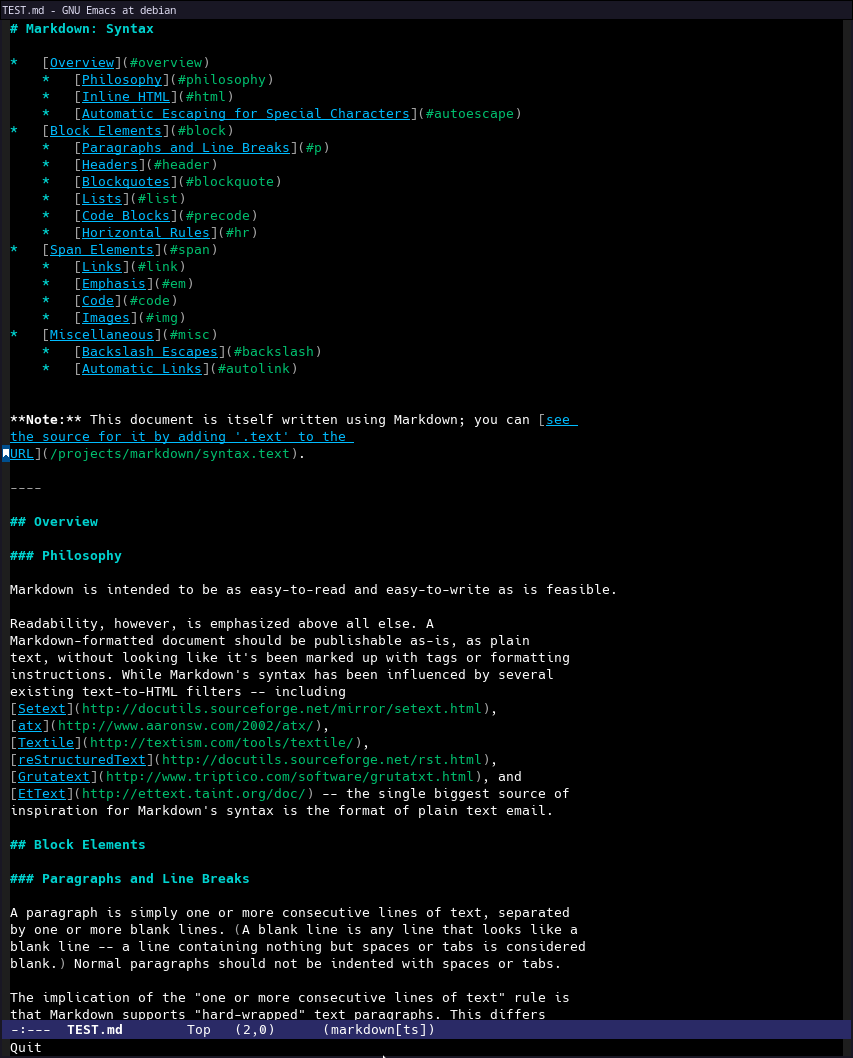 TEST.md - GNU Emacs at debian
# Markdown: Syntax
*   [Overview](#overview)
    *   [Philosophy](#philosophy)
    *   [Inline HTML](#html)
    *   [Automatic Escaping for Special Characters](#autoescape)
*   [Block Elements](#block)
    *   [Paragraphs and Line Breaks](#p)
    *   [Headers](#header)
    *   [Blockquotes](#blockquote)
    *   [Lists](#list)
    *   [Code Blocks](#precode)
    *   [Horizontal Rules](#hr)
*   [Span Elements](#span)
    *   [Links](#link)
    *   [Emphasis](#em)
    *   [Code](#code)
    *   [Images](#img)
*   [Miscellaneous](#misc)
    *   [Backslash Escapes](#backslash)
    *   [Automatic Links](#autolink)
**Note:** This document is itself written using Markdown; you can [see
the source for it by adding '.text' to the
URL](/projects/markdown/syntax.text).
----
## Overview
### Philosophy
Markdown is intended to be as easy-to-read and easy-to-write as is feasible.
Readability, however, is emphasized above all else. A
Markdown-formatted document should be publishable as-is, as plain
text, without looking like it's been marked up with tags or formatting
instructions. While Markdown's syntax has been influenced by several
existing text-to-HTML filters -- including
[Setext](http://docutils.sourceforge.net/mirror/setext.html),
[atx](http://www.aaronsw.com/2002/atx/),
[Textile](http://textism.com/tools/textile/),
[reStructuredText](http://docutils.sourceforge.net/rst.html),
[Grutatext](http://www.triptico.com/software/grutatxt.html), and
[EtText](http://ettext.taint.org/doc/) -- the single biggest source of
inspiration for Markdown's syntax is the format of plain text email.
## Block Elements
### Paragraphs and Line Breaks
A paragraph is simply one or more consecutive lines of text, separated
by one or more blank lines. (A blank line is any line that looks like a
blank line -- a line containing nothing but spaces or tabs is considered
blank.) Normal paragraphs should not be indented with spaces or tabs.
The implication of the "one or more consecutive lines of text" rule is
that Markdown supports "hard-wrapped" text paragraphs. This differs
-:---  TEST.md        Top   (2,0)      (markdown[ts])
Quit